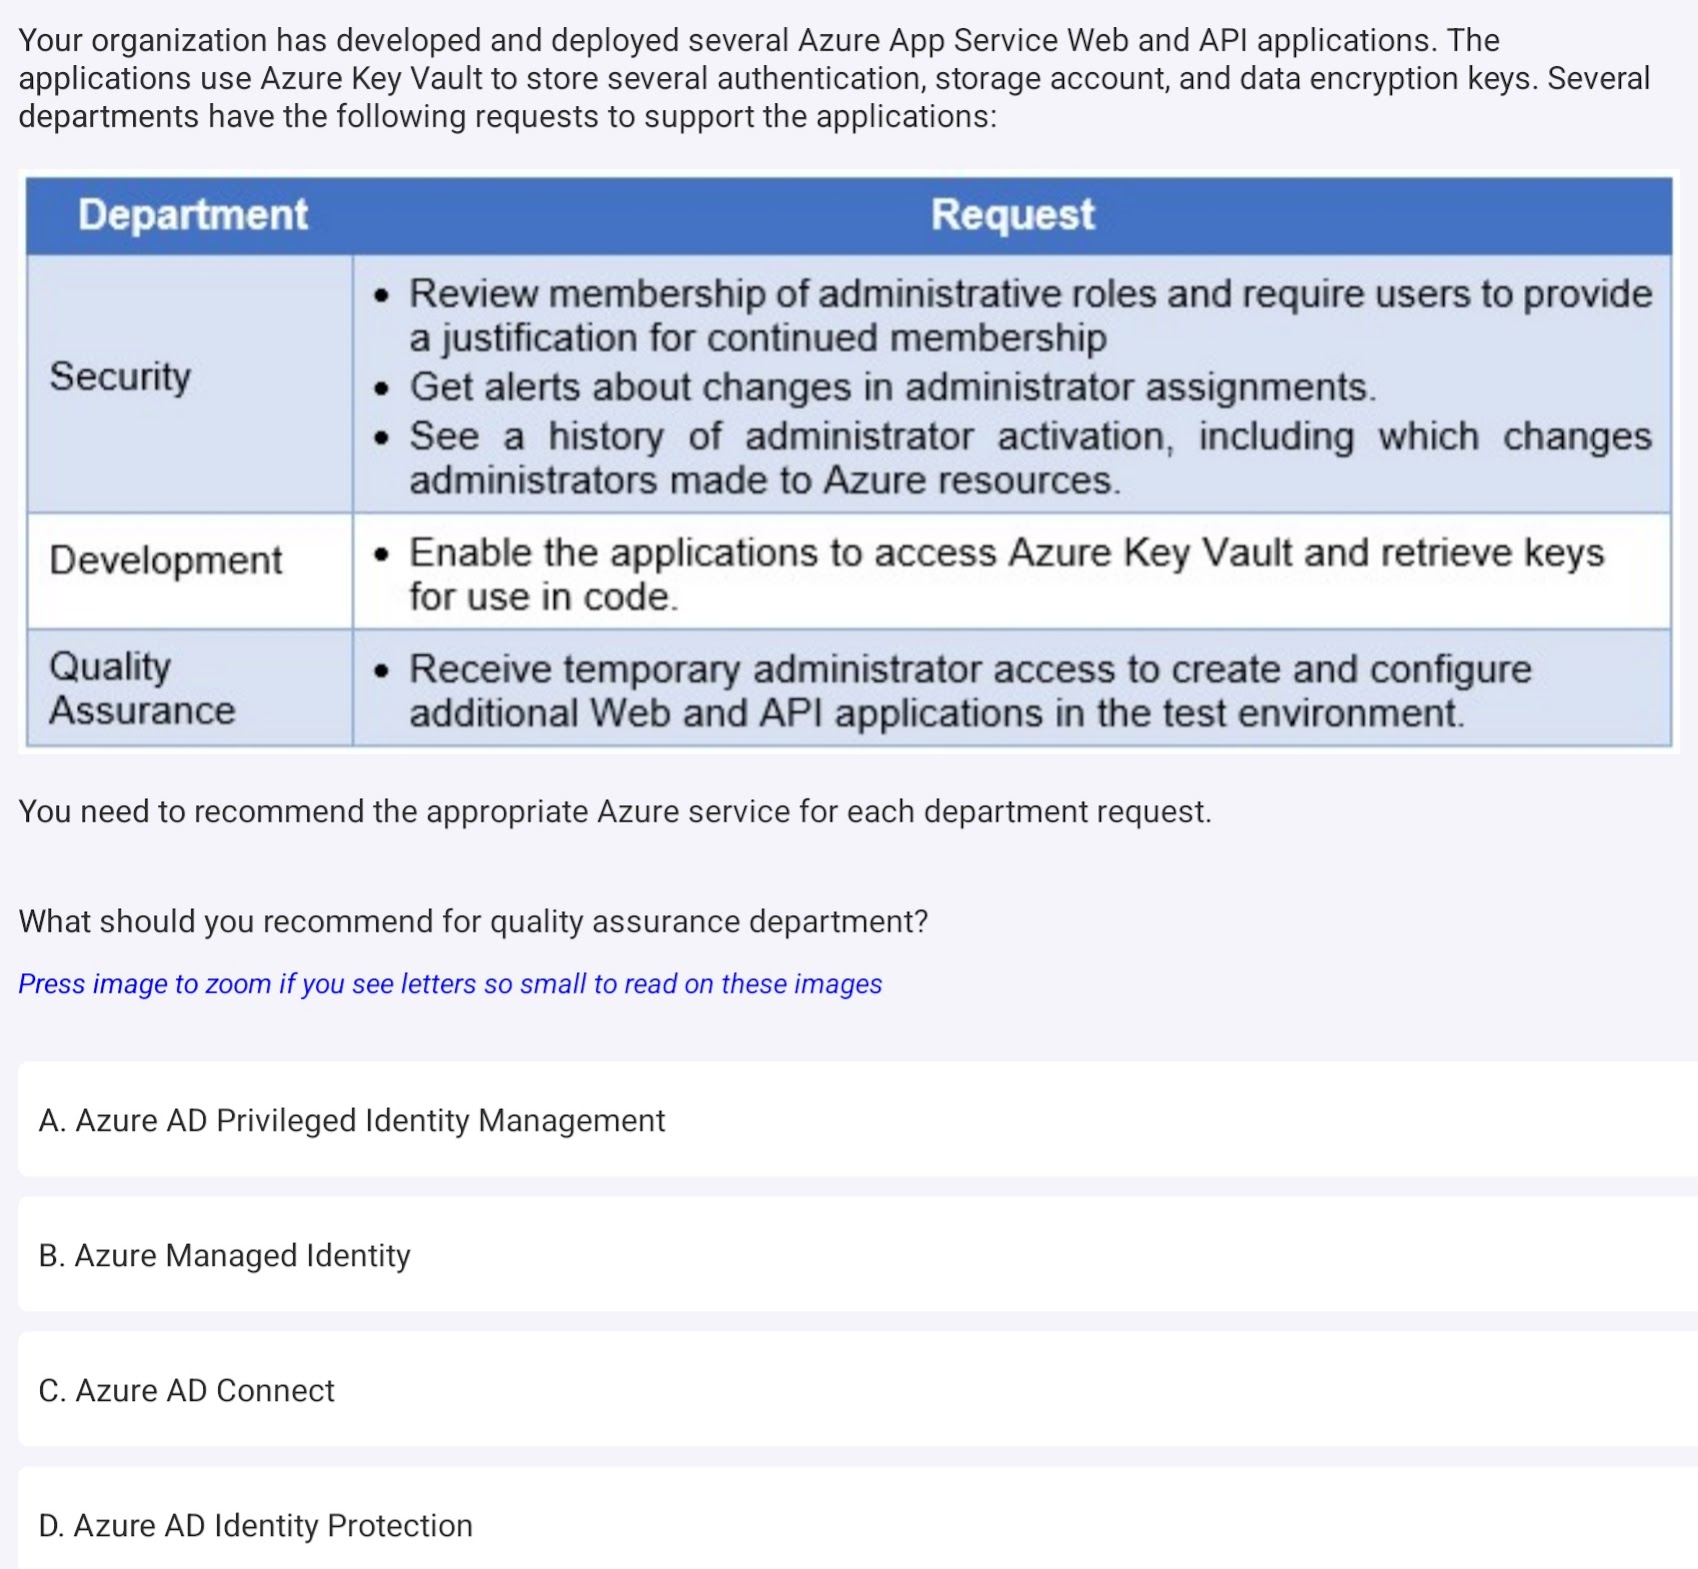 Your organization has developed and deployed several Azure App Service Web and API applications. The
applications use Azure Key Vault to store several authentication, storage account, and data encryption keys. Several
departments have the following requests to support the applications:
Department
Request
Security
• Review membership of administrative roles and require users to provide
a justification for continued membership
• Get alerts about changes in administrator assignments.
• See a history of administrator activation, including which changes
administrators made to Azure resources.
Development
• Enable the applications to access Azure Key Vault and retrieve keys
for use in code.
Quality
Assurance
• Receive temporary administrator access to create and configure
additional Web and API applications in the test environment.
You need to recommend the appropriate Azure service for each department request.
What should you recommend for quality assurance department?
Press image to zoom if you see letters so small to read on these images
A. Azure AD Privileged Identity Management
B. Azure Managed Identity
C. Azure AD Connect
D. Azure AD Identity Protection